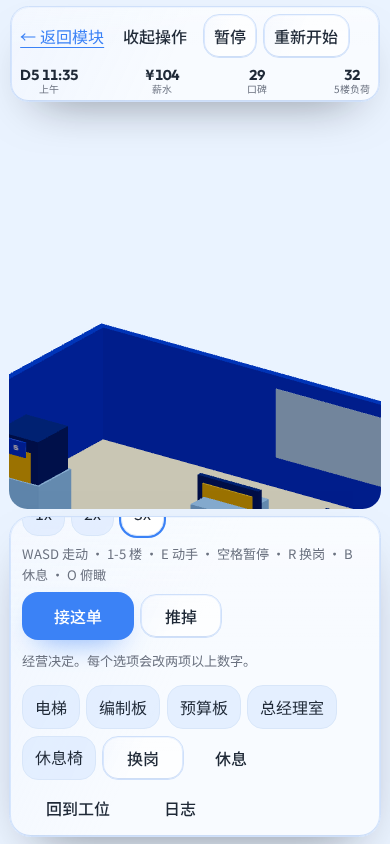 ← 返回模块 收起操作 暂停 重新开始
D5 11:35 ¥104 29 32
上午 薪水 口碑 5楼负荷
1x 2x 3x
WASD 走动 • 1-5 楼 • E 动手 • 空格暂停 • R 换岗 • B
休息 • O 俯瞰
接这单 推掉
经营决定。每个选项会改两项以上数字。
电梯 编制板 预算板 总经理室
休息椅 换岗 休息
回到工位 日志